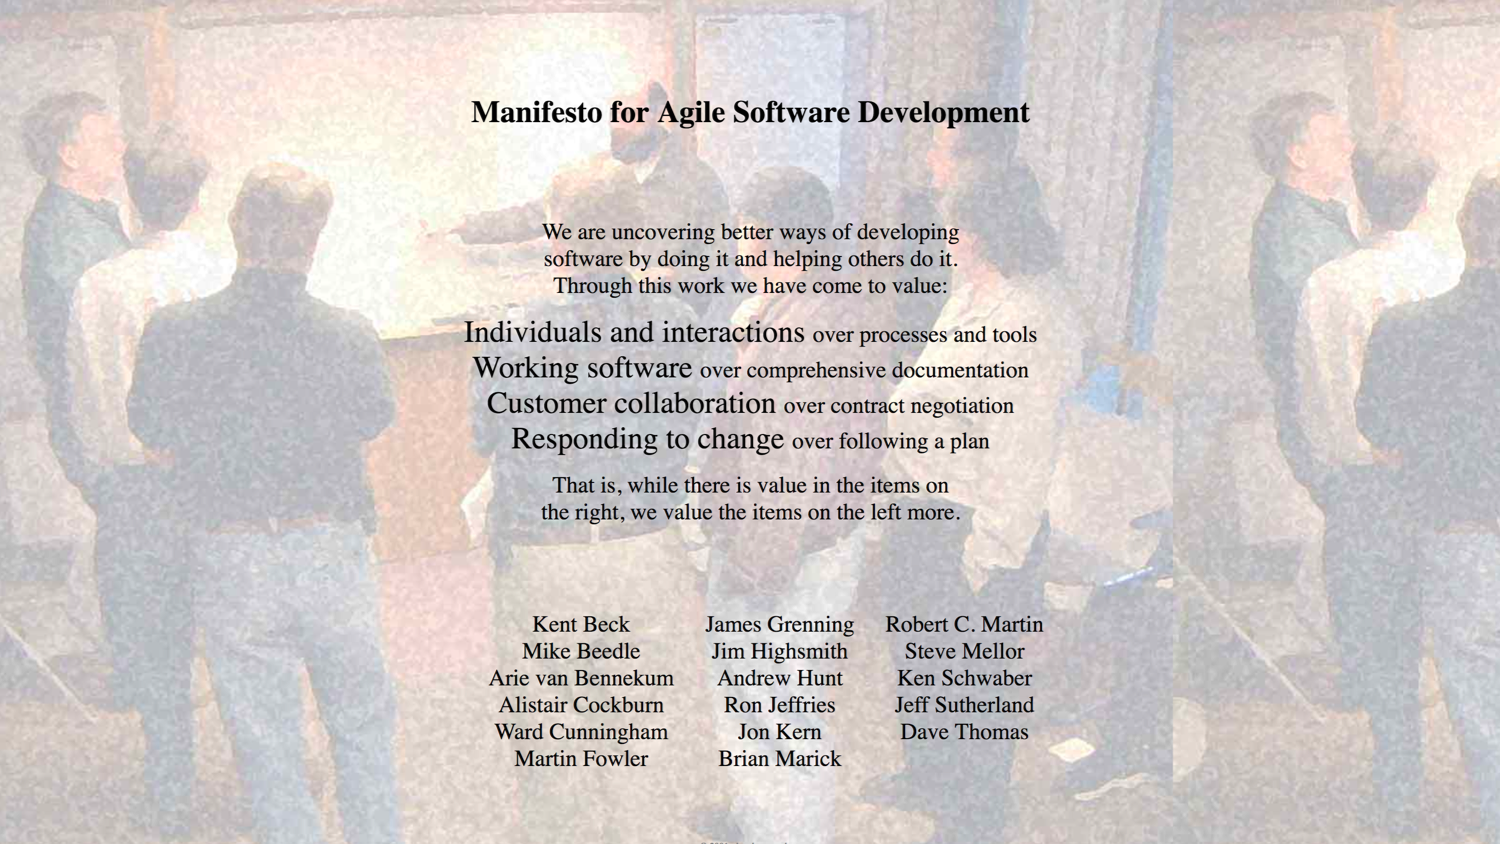 Manifesto for Agile Software Development
We are uncovering better ways of developing
software by doing it and helping others do it.
Through this work we have come to value:
Individuals and interactions over processes and tools
Working software over comprehensive documentation
Customer collaboration over contract negotiation
Responding to change over following a plan
That is, while there is value in the items on
the right, we value the items on the left more.
Kent Beck
Mike Beedle
Arie van Bennekum
Alistair Cockburn
Ward Cunningham
Martin Fowler
James Grenning
Jim Highsmith
Andrew Hunt
Ron Jeffries
Jon Kern
Brian Marick
Robert C. Martin
Steve Mellor
Ken Schwaber
Jeff Sutherland
Dave Thomas